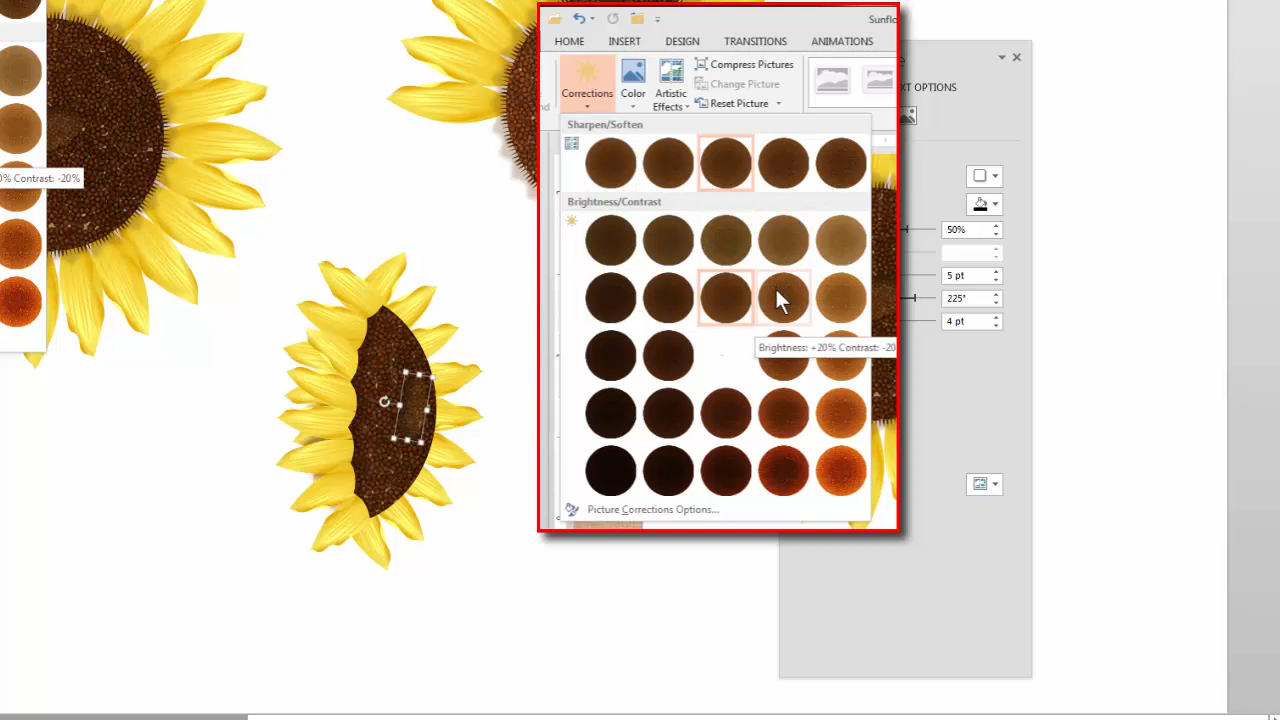 Sunflo
HOME INSERT DESIGN TRANSITIONS ANIMATIONS
Compress Pictures
Change Picture
Corrections Color Artistic Effects Reset Picture
XT OPTIONS
Sharpen/Soften
0% Contrast: -20%
Brightness/Contrast
50%
5 pt
225°
4 pt
Brightness: +20% Contrast: -20
Picture Corrections Options...